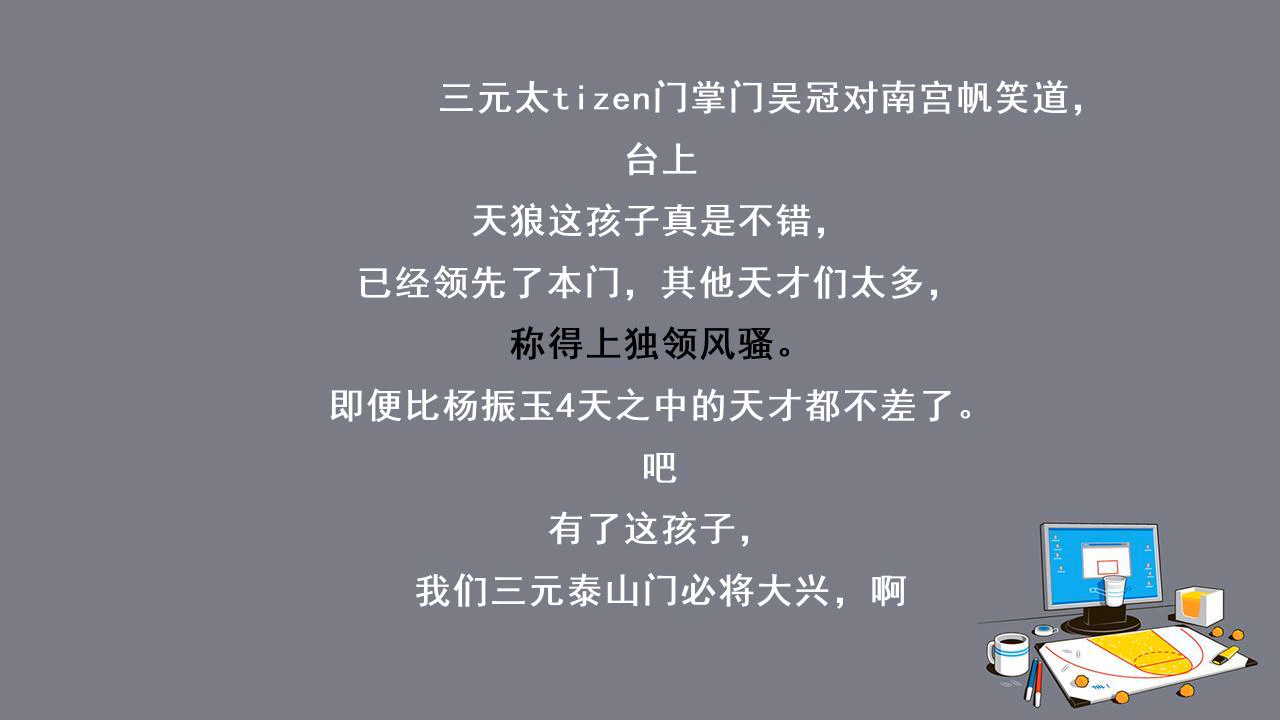 三元太tizen门掌门吴冠对南宫帆笑道，
台上
天狼这孩子真是不错，
已经领先了本门，其他天才们太多，
称得上独领风骚。
即便比杨振玉4天之中的天才都不差了。
吧
有了这孩子，
我们三元泰山门必将大兴，啊